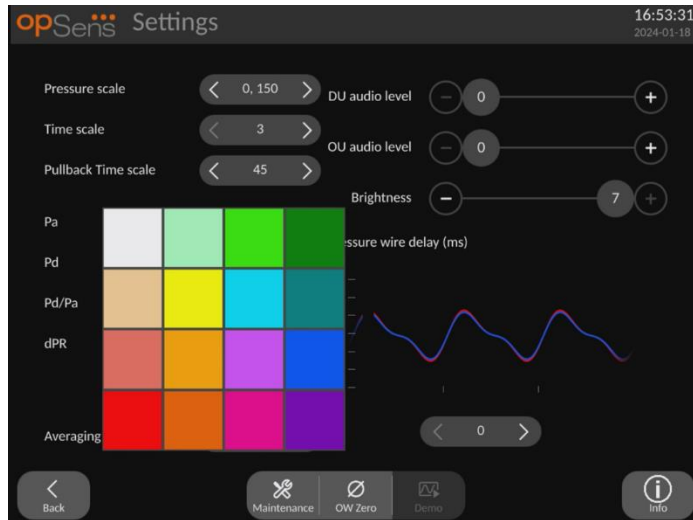 opSens Settings
16:53:31
2024-01-18
Pressure scale
0, 150
DU audio level
0
Time scale
3
OU audio level
0
Pullback Time scale
45
Brightness
7
Pa
ssure wire delay (ms)
Pd
Pd/Pa
dPR
Averaging
0
Back
Maintenance
OW Zero
Demo
Info